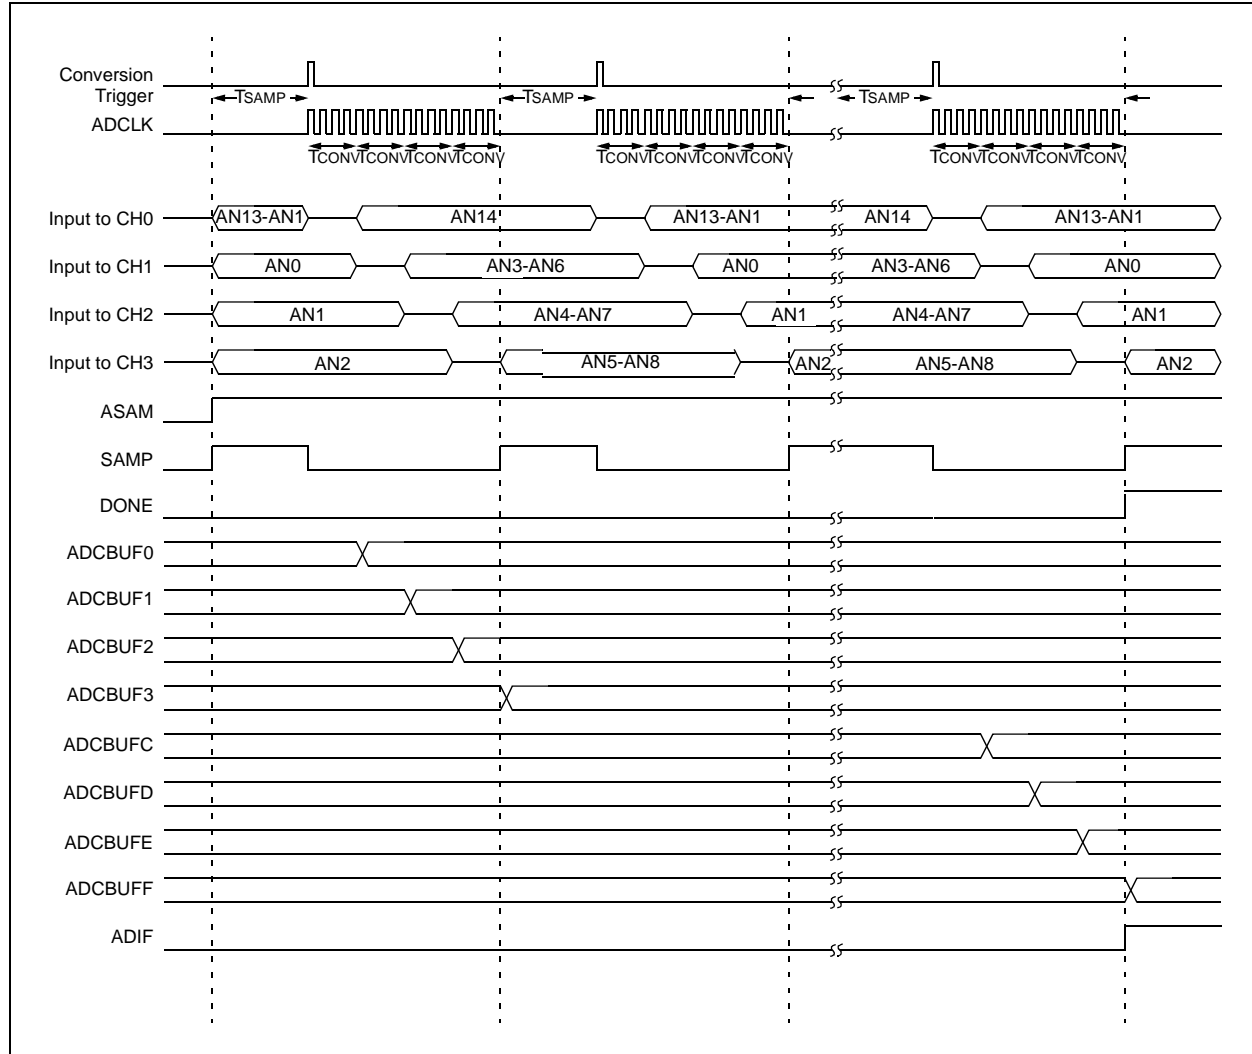 Conversion
Trigger
TSAMP TSAMP TSAMP
ADCLK
TCONV TCONV TCONV TCONV TCONV TCONV TCONV TCONV TCONV TCONV TCONV TCONV
Input to CH0 AN13-AN1 AN14 AN13-AN1 AN14 AN13-AN1
Input to CH1 AN0 AN3-AN6 AN0 AN3-AN6 AN0
Input to CH2 AN1 AN4-AN7 AN1 AN4-AN7 AN1
Input to CH3 AN2 AN5-AN8 AN2 AN5-AN8 AN2
ASAM
SAMP
DONE
ADCBUF0
ADCBUF1
ADCBUF2
ADCBUF3
ADCBUFC
ADCBUFD
ADCBUFE
ADCBUFF
ADIF